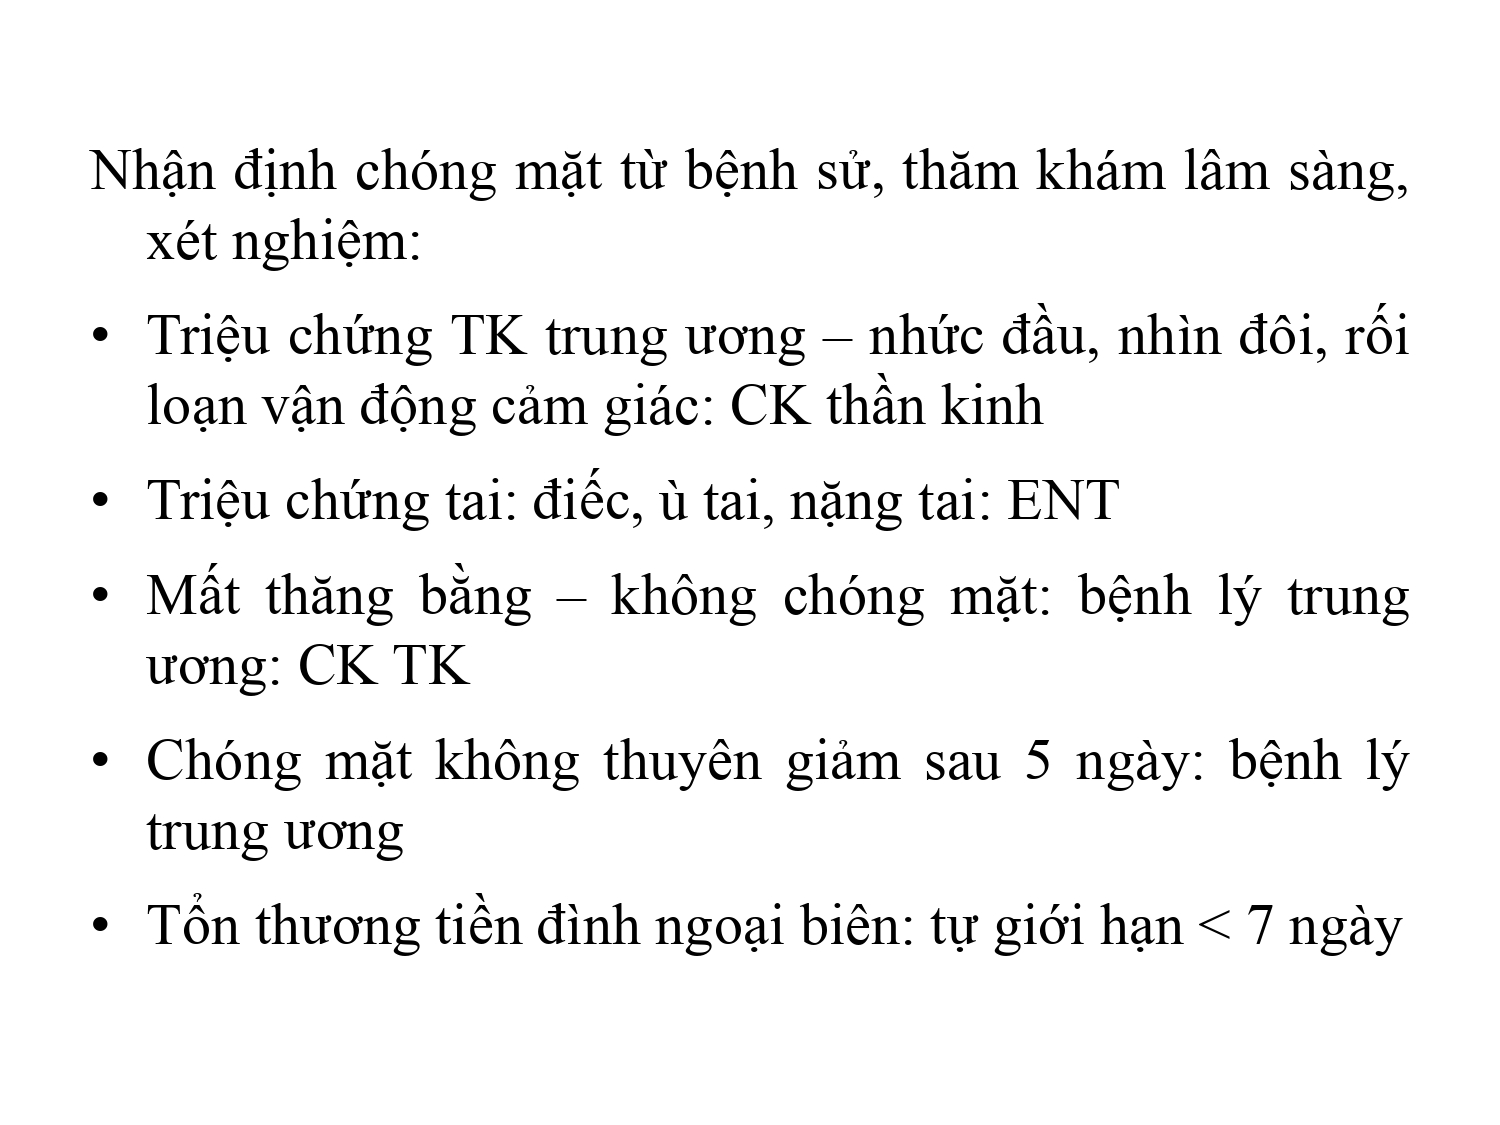 Nhận định chóng mặt từ bệnh sử, thăm khám lâm sàng,
xét nghiệm:
• Triệu chứng TK trung ương – nhức đầu, nhìn đôi, rối
loạn vận động cảm giác: CK thần kinh
• Triệu chứng tai: điếc, ù tai, nặng tai: ENT
• Mất thăng bằng – không chóng mặt: bệnh lý trung
ương: CK TK
• Chóng mặt không thuyên giảm sau 5 ngày: bệnh lý
trung ương
• Tổn thương tiền đình ngoại biên: tự giới hạn < 7 ngày